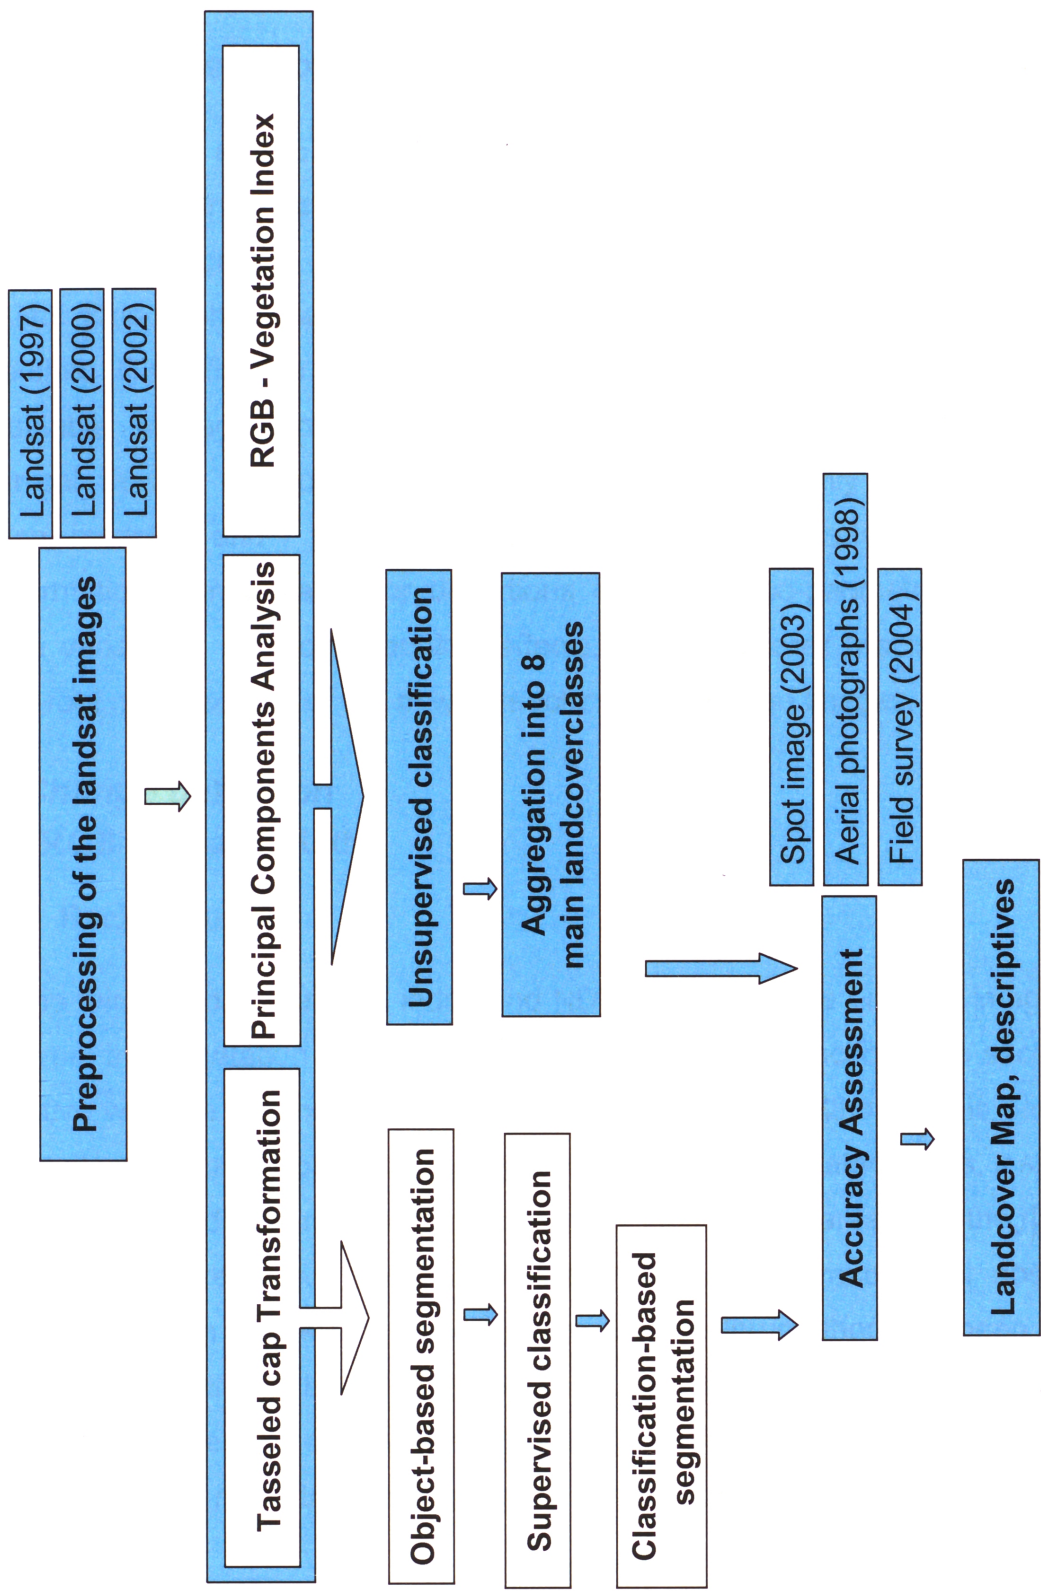 Preprocessing of the landsat images
Landsat (1997)
Landsat (2000)
Landsat (2002)
Tasseled cap Transformation
Principal Components Analysis
RGB - Vegetation Index
Object-based segmentation
Supervised classification
Classification-based
segmentation
Unsupervised classification
Aggregation into 8
main landcoverclasses
Accuracy Assessment
Spot image (2003)
Aerial photographs (1998)
Field survey (2004)
Landcover Map, descriptives